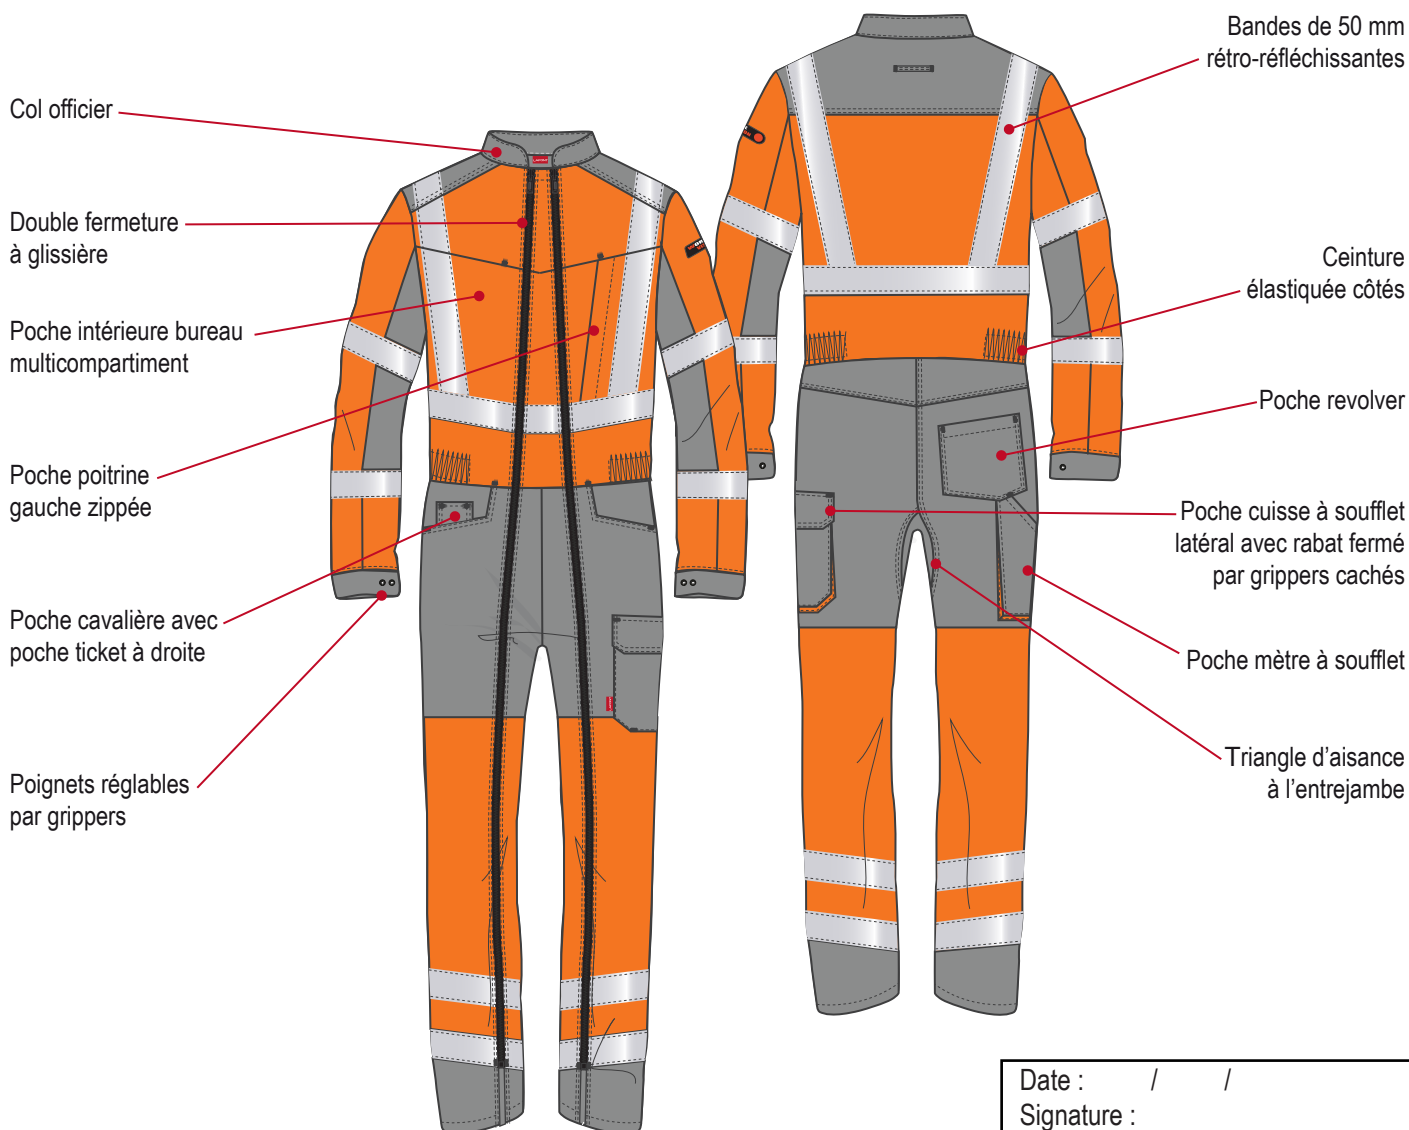 Col officier
Double fermeture
à glissière
Poche intérieure bureau
multicompartiment
Poche poitrine
gauche zippée
Poche cavalière avec
poche ticket à droite
Poignets réglables
par grippers
Bandes de 50 mm
rétro-réfléchissantes
Ceinture
élastiquée côtés
Poche revolver
Poche cuisse à soufflet
latéral avec rabat fermé
par grippers cachés
Poche mètre à soufflet
Triangle d’aisance
à l’entrejambe
Date : / /
Signature :